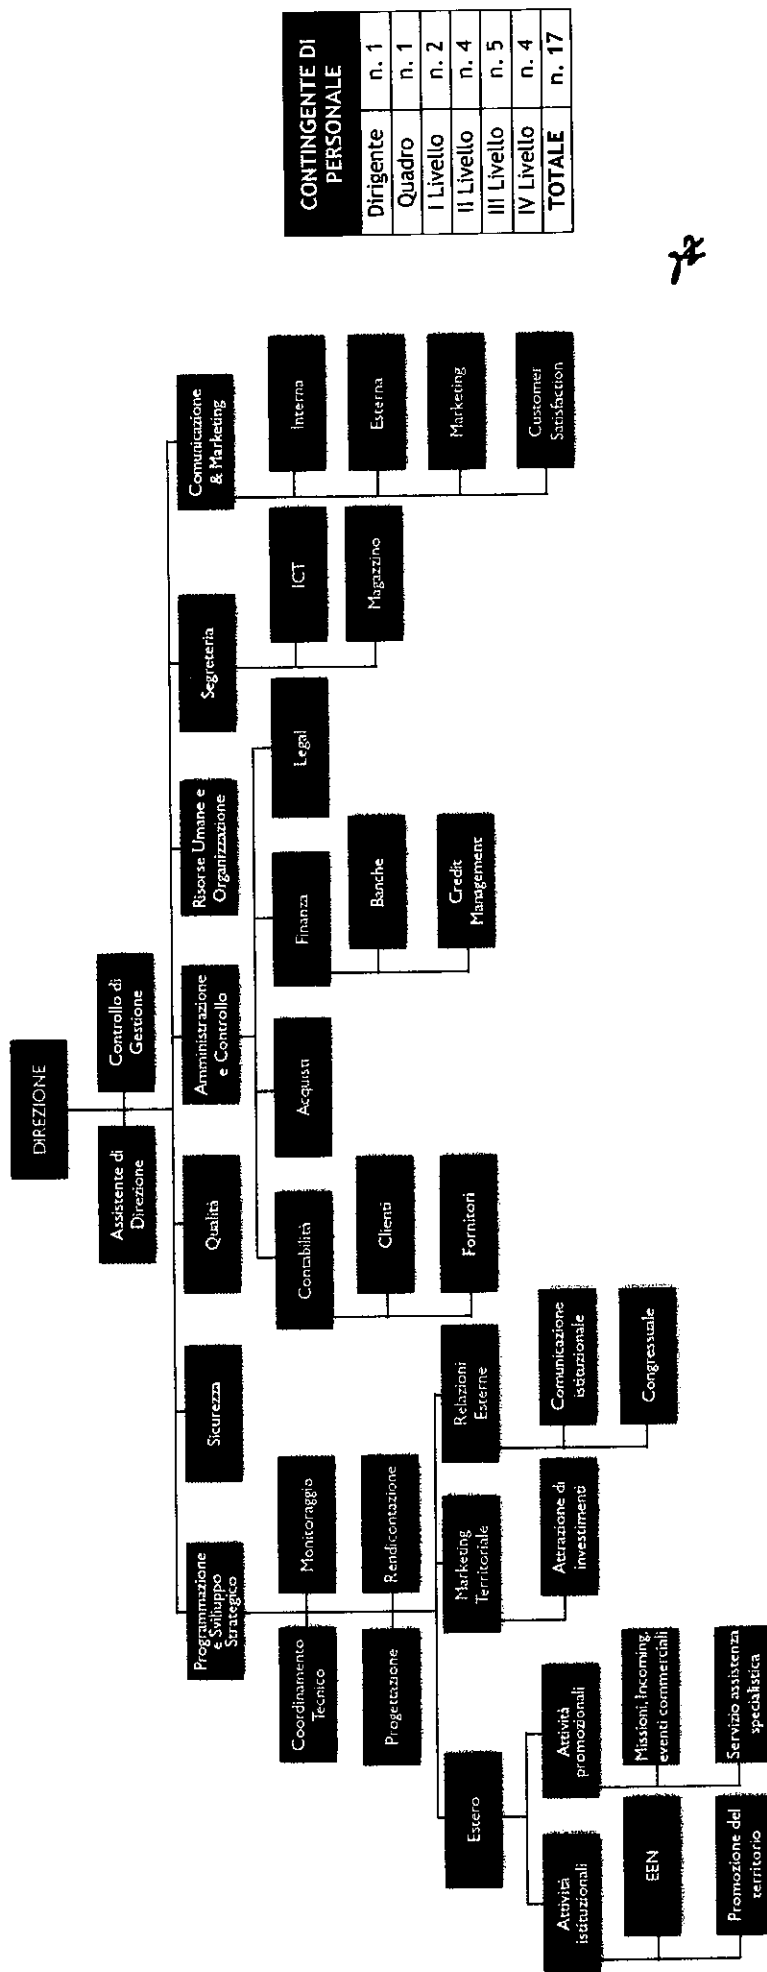 DIREZIONE
Assistente di
Direzione
Controllo di
Gestione
Programmazione
e Sviluppo
Strategico
Sicurezza
Qualità
Amministrazione
e Controllo
Risorse Umane e
Organizzazione
Segreteria
Comunicazione
& Marketing
Coordinamento
Tecnico
Monitoraggio
Progettazione
Rendicontazione
Contabilità
Acquisti
Finanza
Legal
Clienti
Fornitori
Banche
Credit
Management
ICT
Magazzino
Interna
Esterna
Marketing
Customer
Satisfaction
Estero
Marketing
Territoriale
Relazioni
Esterne
Attività
istituzionali
Attività
promozionali
Attrazione di
investimenti
Comunicazione
istituzionale
Congressuale
EEN
Promozione del
territorio
Missioni, Incoming,
eventi commerciali
Servizio assistenza
specialistica
CONTINGENTE DI
PERSONALE
Dirigente n. 1
Quadro n. 1
I Livello n. 2
II Livello n. 4
III Livello n. 5
IV Livello n. 4
TOTALE n. 17